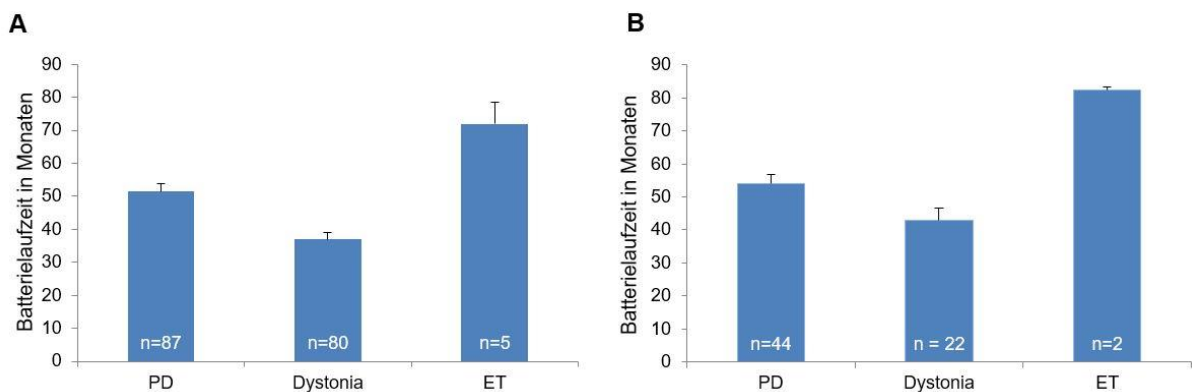 A
Batterielaufzeit in Monaten
90
80
70
60
50
40
30
20
10
0
n=87
n=80
n=5
PD
Dystonia
ET
B
Batterielaufzeit in Monaten
90
80
70
60
50
40
30
20
10
0
n=44
n = 22
n=2
PD
Dystonia
ET